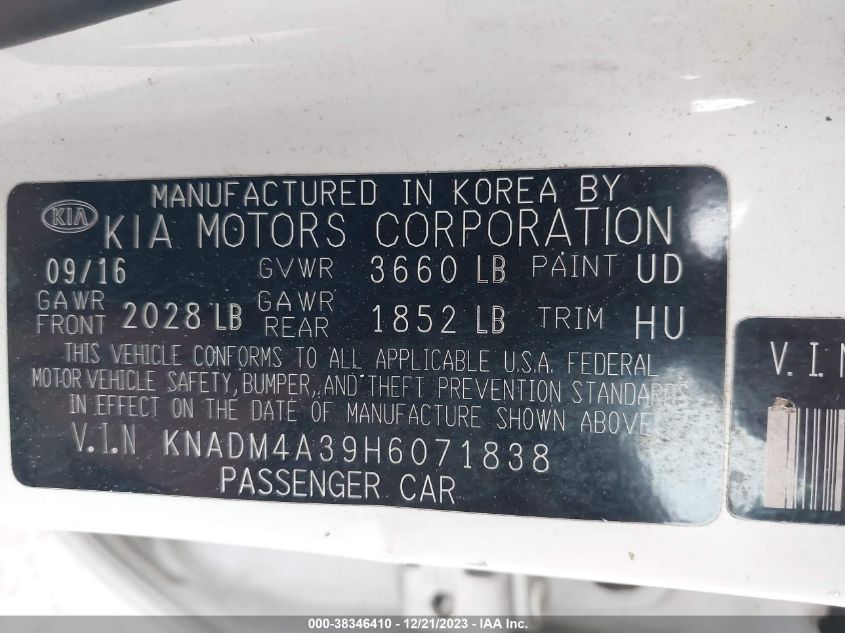 MANUFACTURED IN KOREA BY
KIA
KIA MOTORS CORPORATION
09/16 GVWR 3660 LB PAINT UD
GAWR FRONT 2028 LB GAWR REAR 1852 LB TRIM HU
THIS VEHICLE CONFORMS TO ALL APPLICABLE U.S.A. FEDERAL
MOTOR VEHICLE SAFETY, BUMPER, AND THEFT PREVENTION STANDARDS
IN EFFECT ON THE DATE OF MANUFACTURE SHOWN ABOVE
V.I.N KNADM4A39H6071838
PASSENGER CAR
V.I.N
000-38346410 - 12/21/2023 - IAA Inc.